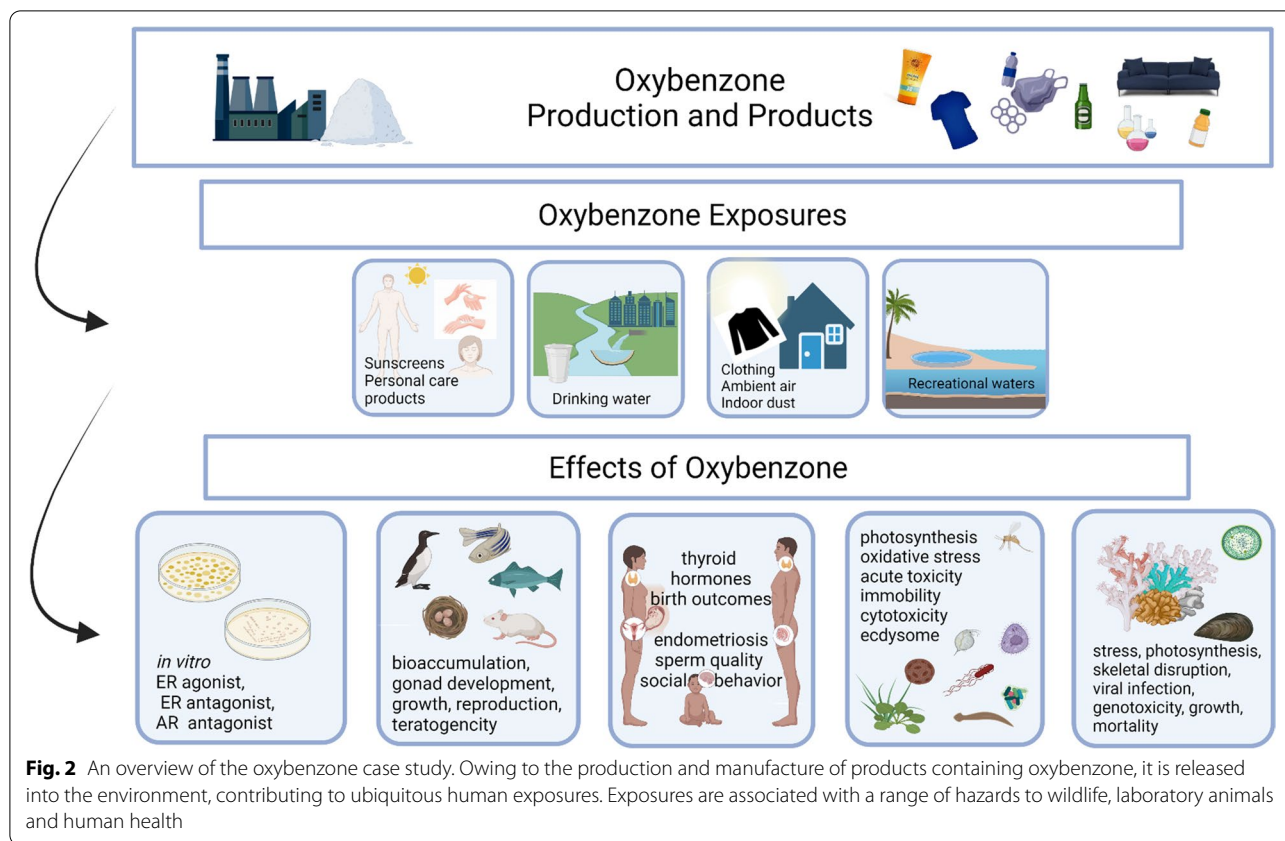 Oxybenzone
Production and Products
Oxybenzone Exposures
Sunscreens
Personal care
products
Drinking water
Clothing
Ambient air
Indoor dust
Recreational waters
Effects of Oxybenzone
in vitro
ER agonist,
ER antagonist,
AR antagonist
bioaccumulation,
gonad development,
growth, reproduction,
teratogencity
thyroid
hormones
birth outcomes
endometriosis
sperm quality
social behavior
photosynthesis
oxidative stress
acute toxicity
immobility
cytotoxicity
ecdysome
stress, photosynthesis,
skeletal disruption,
viral infection,
genotoxicity, growth,
mortality
Fig. 2 An overview of the oxybenzone case study. Owing to the production and manufacture of products containing oxybenzone, it is released
into the environment, contributing to ubiquitous human exposures. Exposures are associated with a range of hazards to wildlife, laboratory animals
and human health